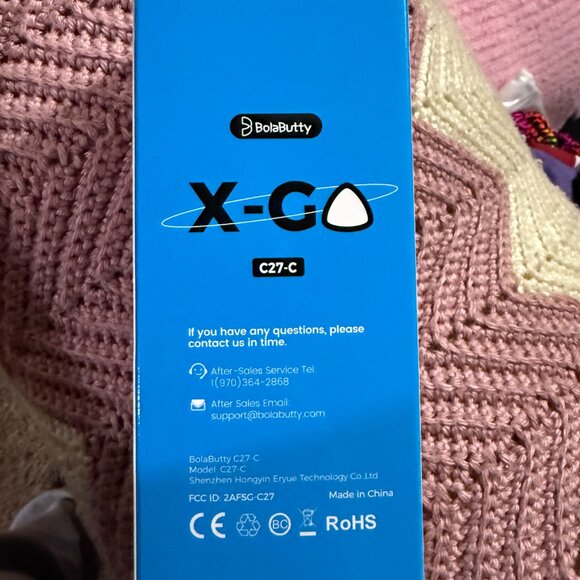 BolaButty
X-GO
C27-C
If you have any questions, please
contact us in time.
After-Sales Service Tel:
1(970)364-2868
After Sales Email:
support@bolabutty.com
BolaButty C27-C
Model: C27-C
Shenzhen Hongyin Eryue Technology Co.,Ltd
FCC ID: 2AFSG-C27
Made in China
CE
BC
RoHS